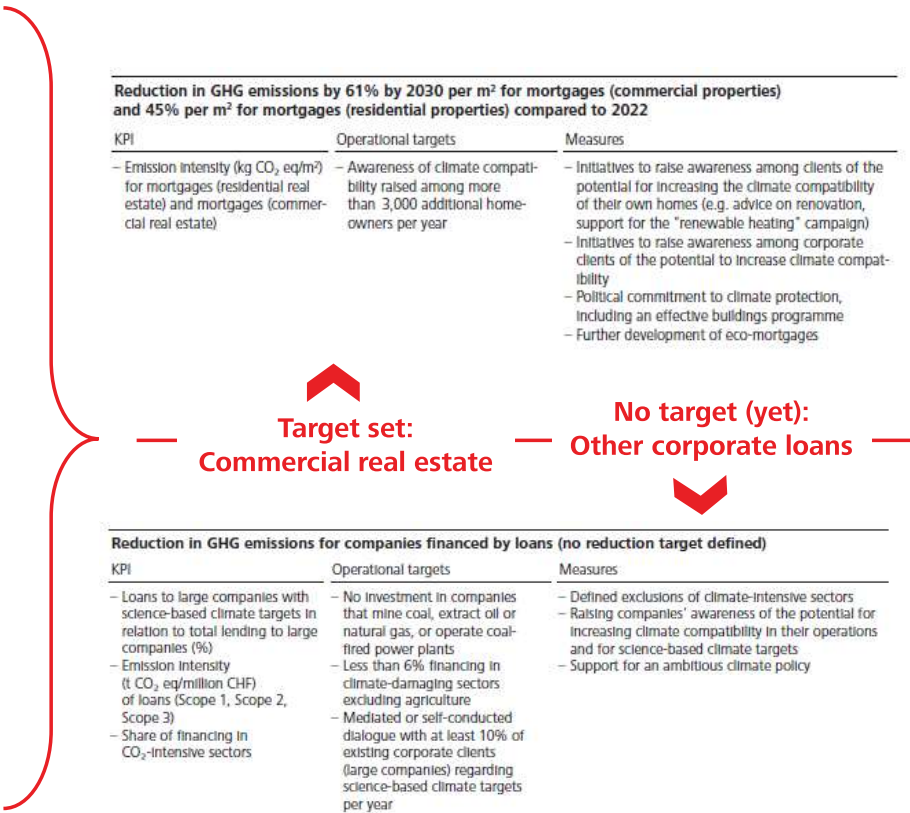 Reduction in GHG emissions by 61% by 2030 per m² for mortgages (commercial properties)
and 45% per m² for mortgages (residential properties) compared to 2022
KPI
– Emission intensity (kg CO₂ eq/m²)
for mortgages (residential real
estate) and mortgages (commer-
cial real estate)
Operational targets
– Awareness of climate compati-
bility raised among more
than 3,000 additional home-
owners per year
Measures
– Initiatives to raise awareness among clients of the
potential for increasing the climate compatibility
of their own homes (e.g. advice on renovation,
support for the "renewable heating" campaign)
– Initiatives to raise awareness among corporate
clients of the potential to increase climate compat-
ibility
– Political commitment to climate protection,
including an effective buildings programme
– Further development of eco-mortgages
Target set:
Commercial real estate
No target (yet):
Other corporate loans
Reduction in GHG emissions for companies financed by loans (no reduction target defined)
KPI
– Loans to large companies with
science-based climate targets in
relation to total lending to large
companies (%)
– Emission intensity
(t CO₂ eq/million CHF)
of loans (Scope 1, Scope 2,
Scope 3)
– Share of financing in
CO₂-intensive sectors
Operational targets
– No investment in companies
that mine coal, extract oil or
natural gas, or operate coal-
fired power plants
– Less than 6% financing in
climate-damaging sectors
excluding agriculture
– Mediated or self-conducted
dialogue with at least 10% of
existing corporate clients
(large companies) regarding
science-based climate targets
per year
Measures
– Defined exclusions of climate-intensive sectors
– Raising companies' awareness of the potential for
increasing climate compatibility in their operations
and for science-based climate targets
– Support for an ambitious climate policy